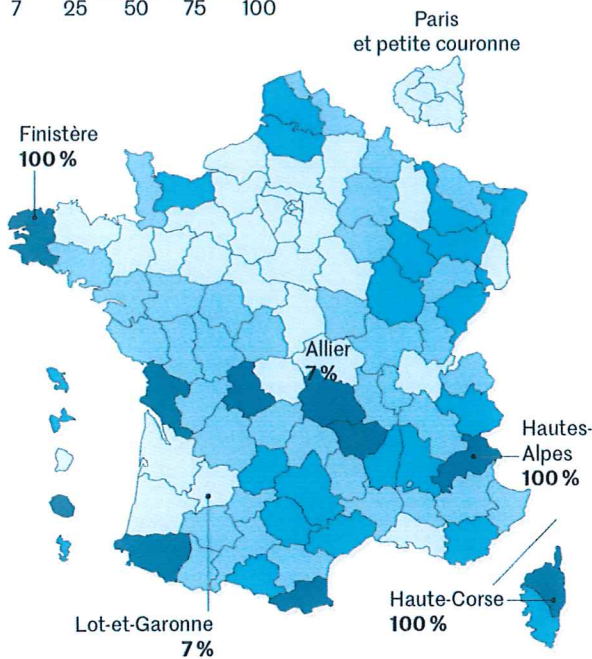 7 25 50 75 100
Paris
et petite couronne
Finistère
100 %
Allier
7 %
Hautes-
Alpes
100 %
Haute-Corse
100 %
Lot-et-Garonne
7 %